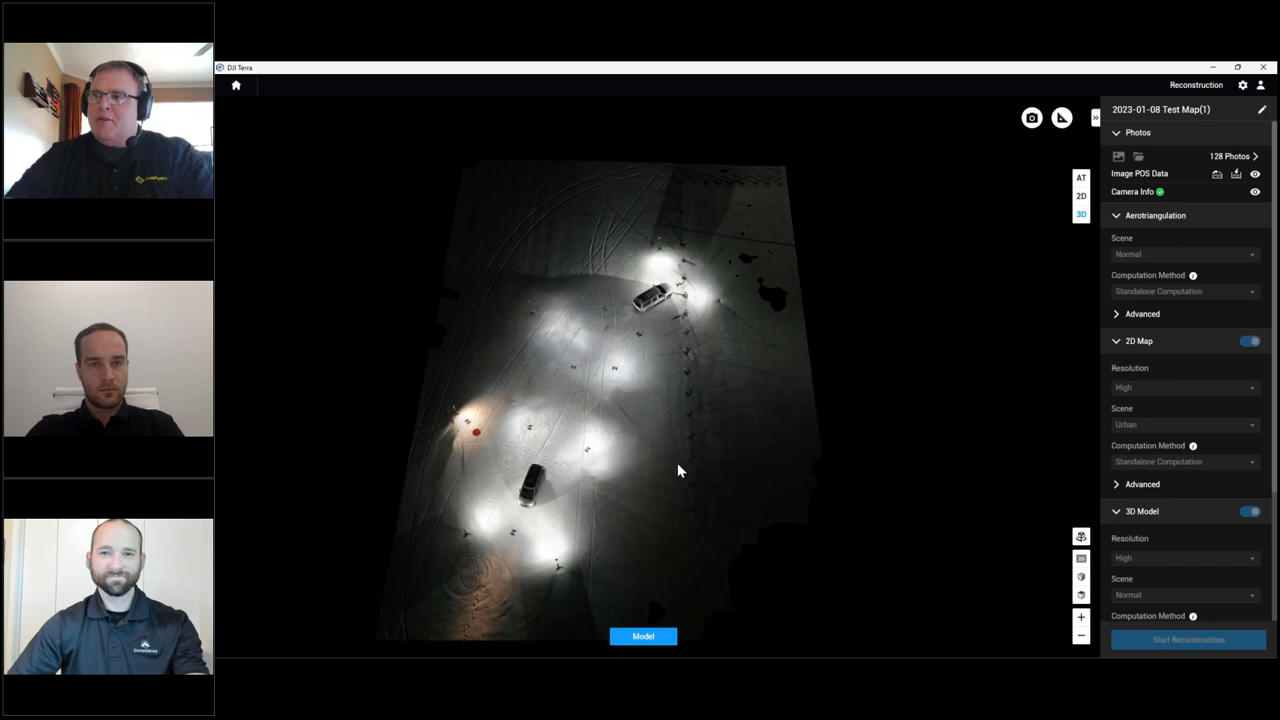 DJI Terra
Reconstruction
2023-01-08 Test Map(1)
Photos
128 Photos
Image POS Data
Camera Info
Aerotriangulation
Scene
Normal
Computation Method
Standalone Computation
Advanced
2D Map
Resolution
High
Scene
Urban
Computation Method
Standalone Computation
Advanced
3D Model
Resolution
High
Scene
Normal
Computation Method
Start Reconstruction
AT
2D
3D
Model
DroneSense